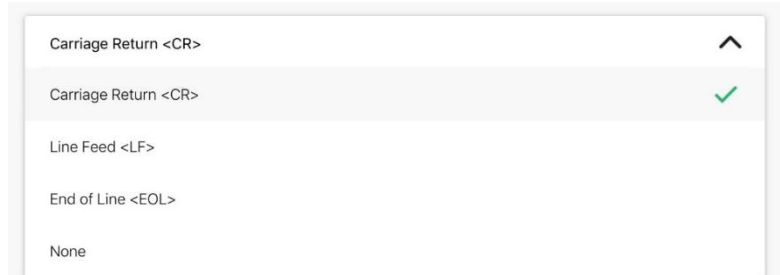 Carriage Return <CR>
Carriage Return <CR>
Line Feed <LF>
End of Line <EOL>
None